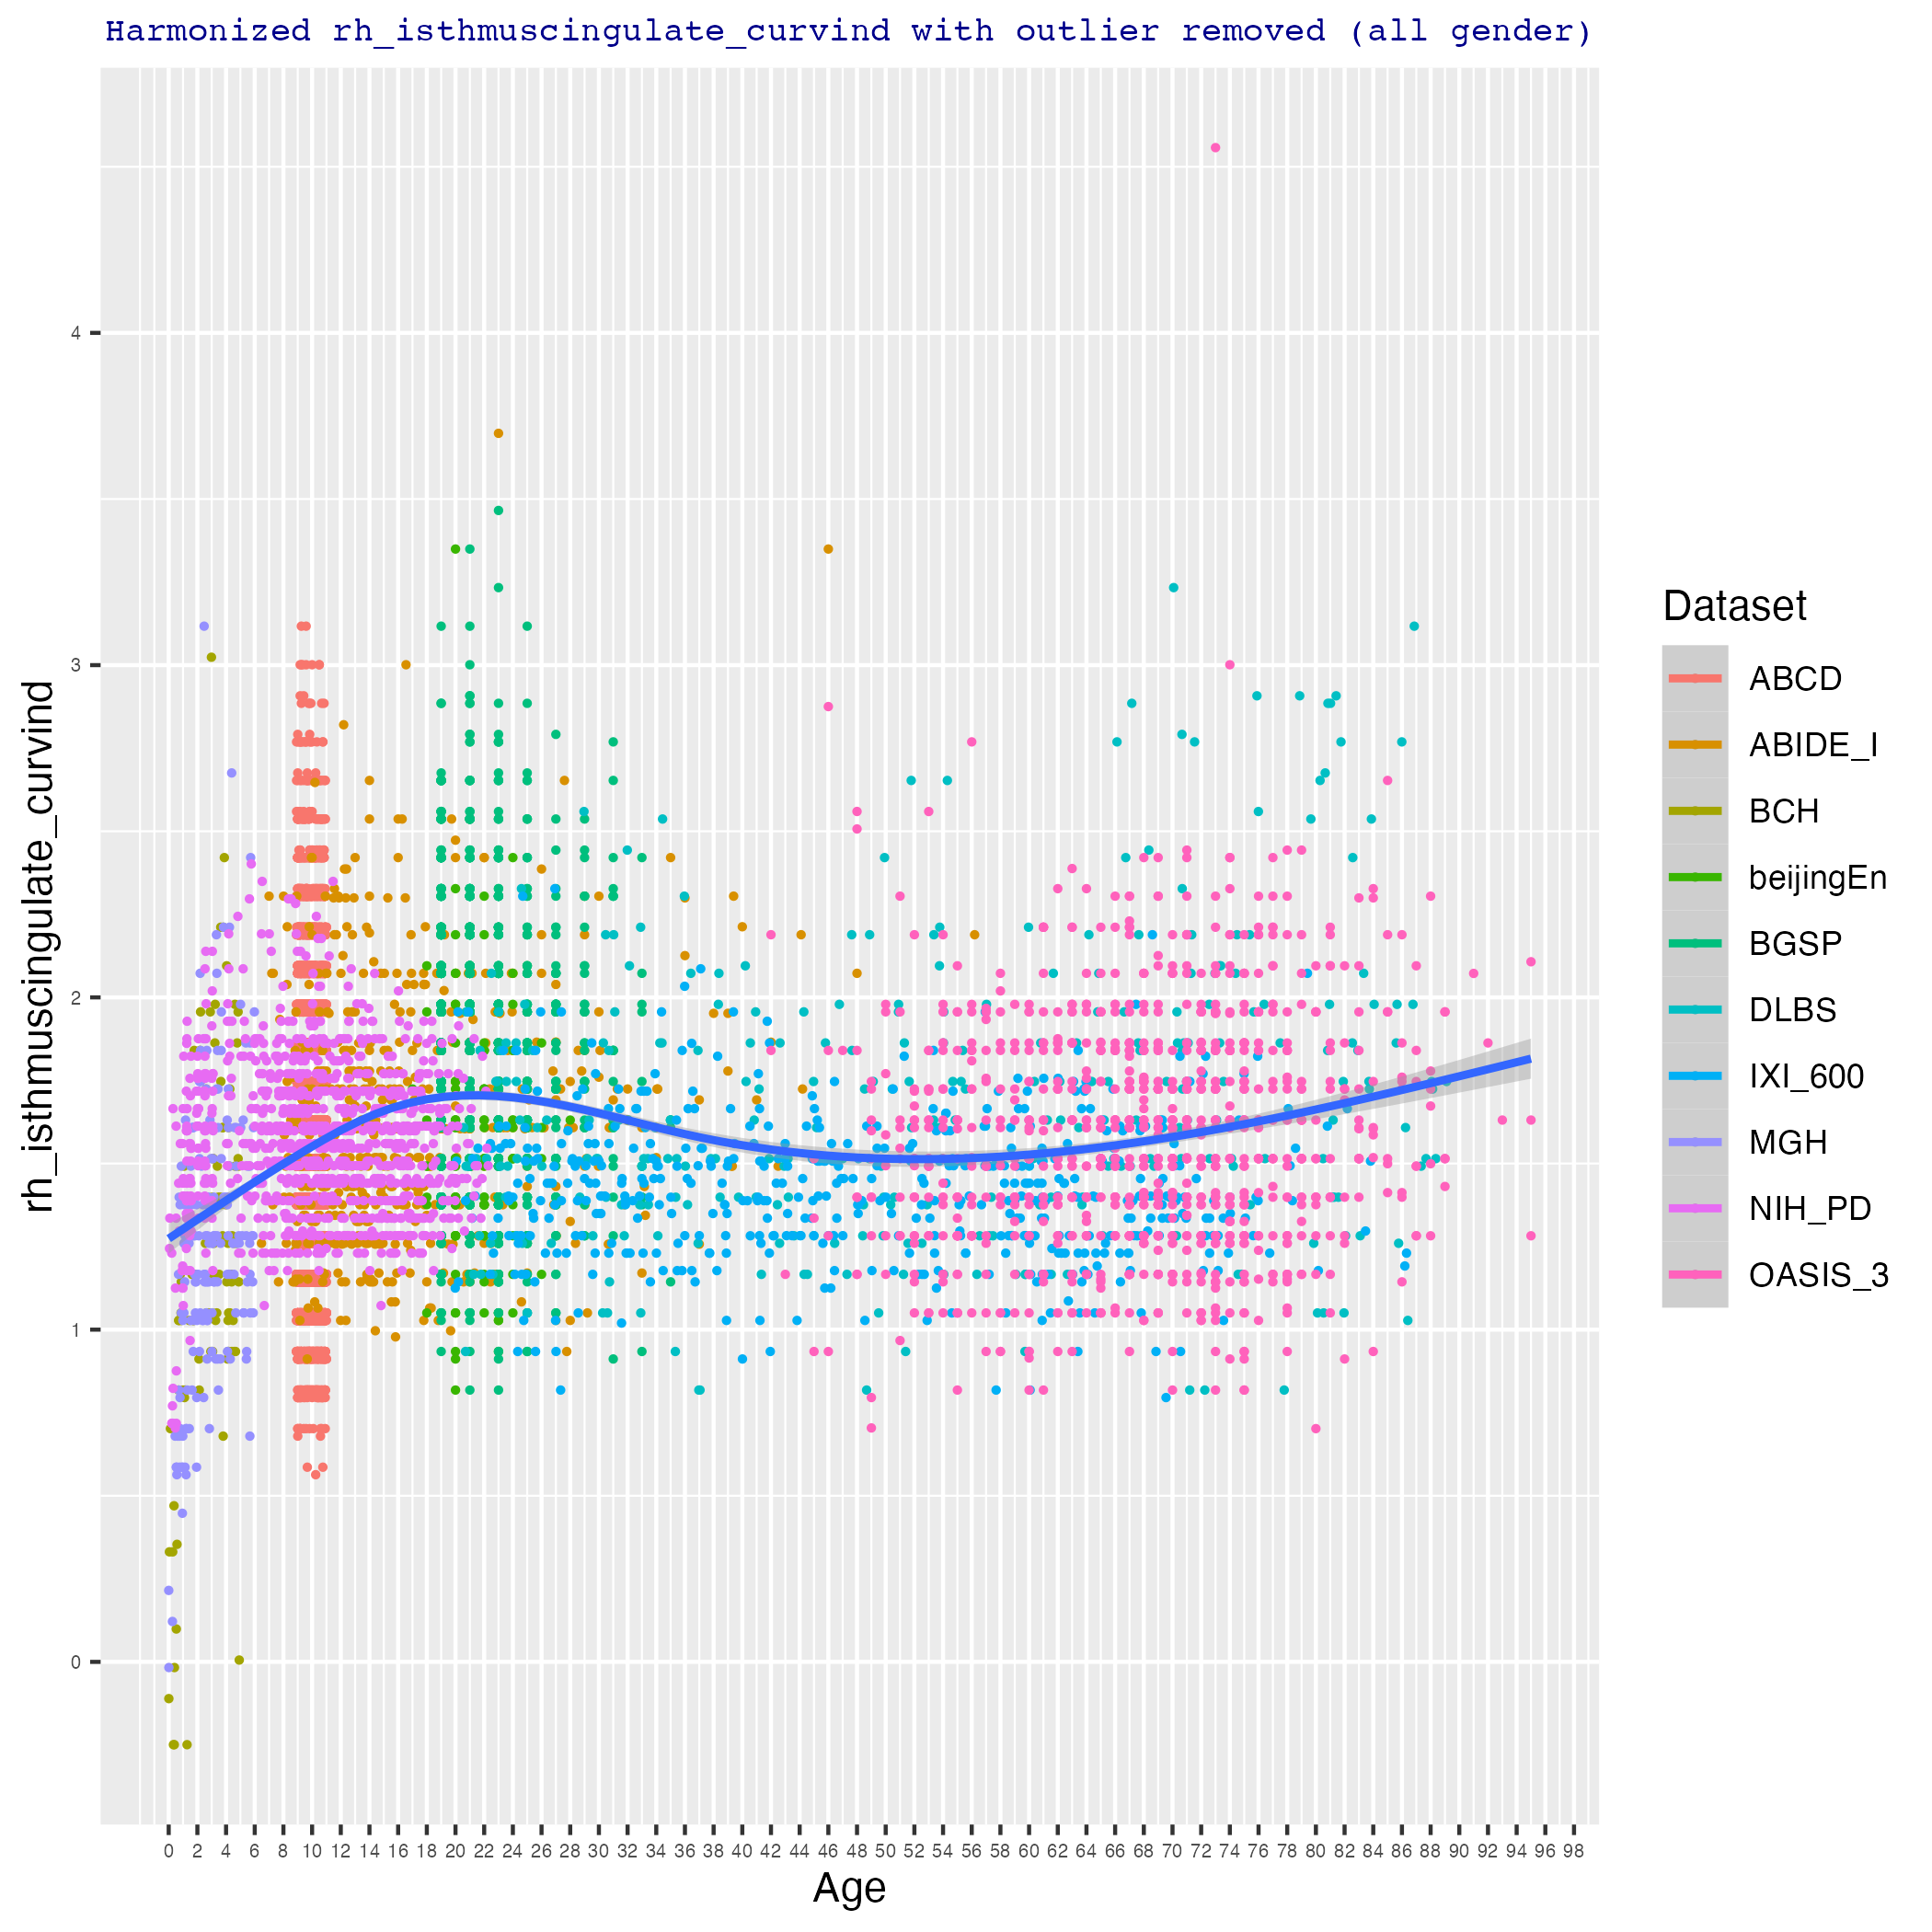 Harmonized rh_isthmuscingulate_curvind with outlier removed (all gender)
rh_isthmuscingulate_curvind
4
3
2
1
0
0 2 4 6 8 10 12 14 16 18 20 22 24 26 28 30 32 34 36 38 40 42 44 46 48 50 52 54 56 58 60 62 64 66 68 70 72 74 76 78 80 82 84 86 88 90 92 94 96 98
Age
Dataset
ABCD
ABIDE_I
BCH
beijingEn
BGSP
DLBS
IXI_600
MGH
NIH_PD
OASIS_3